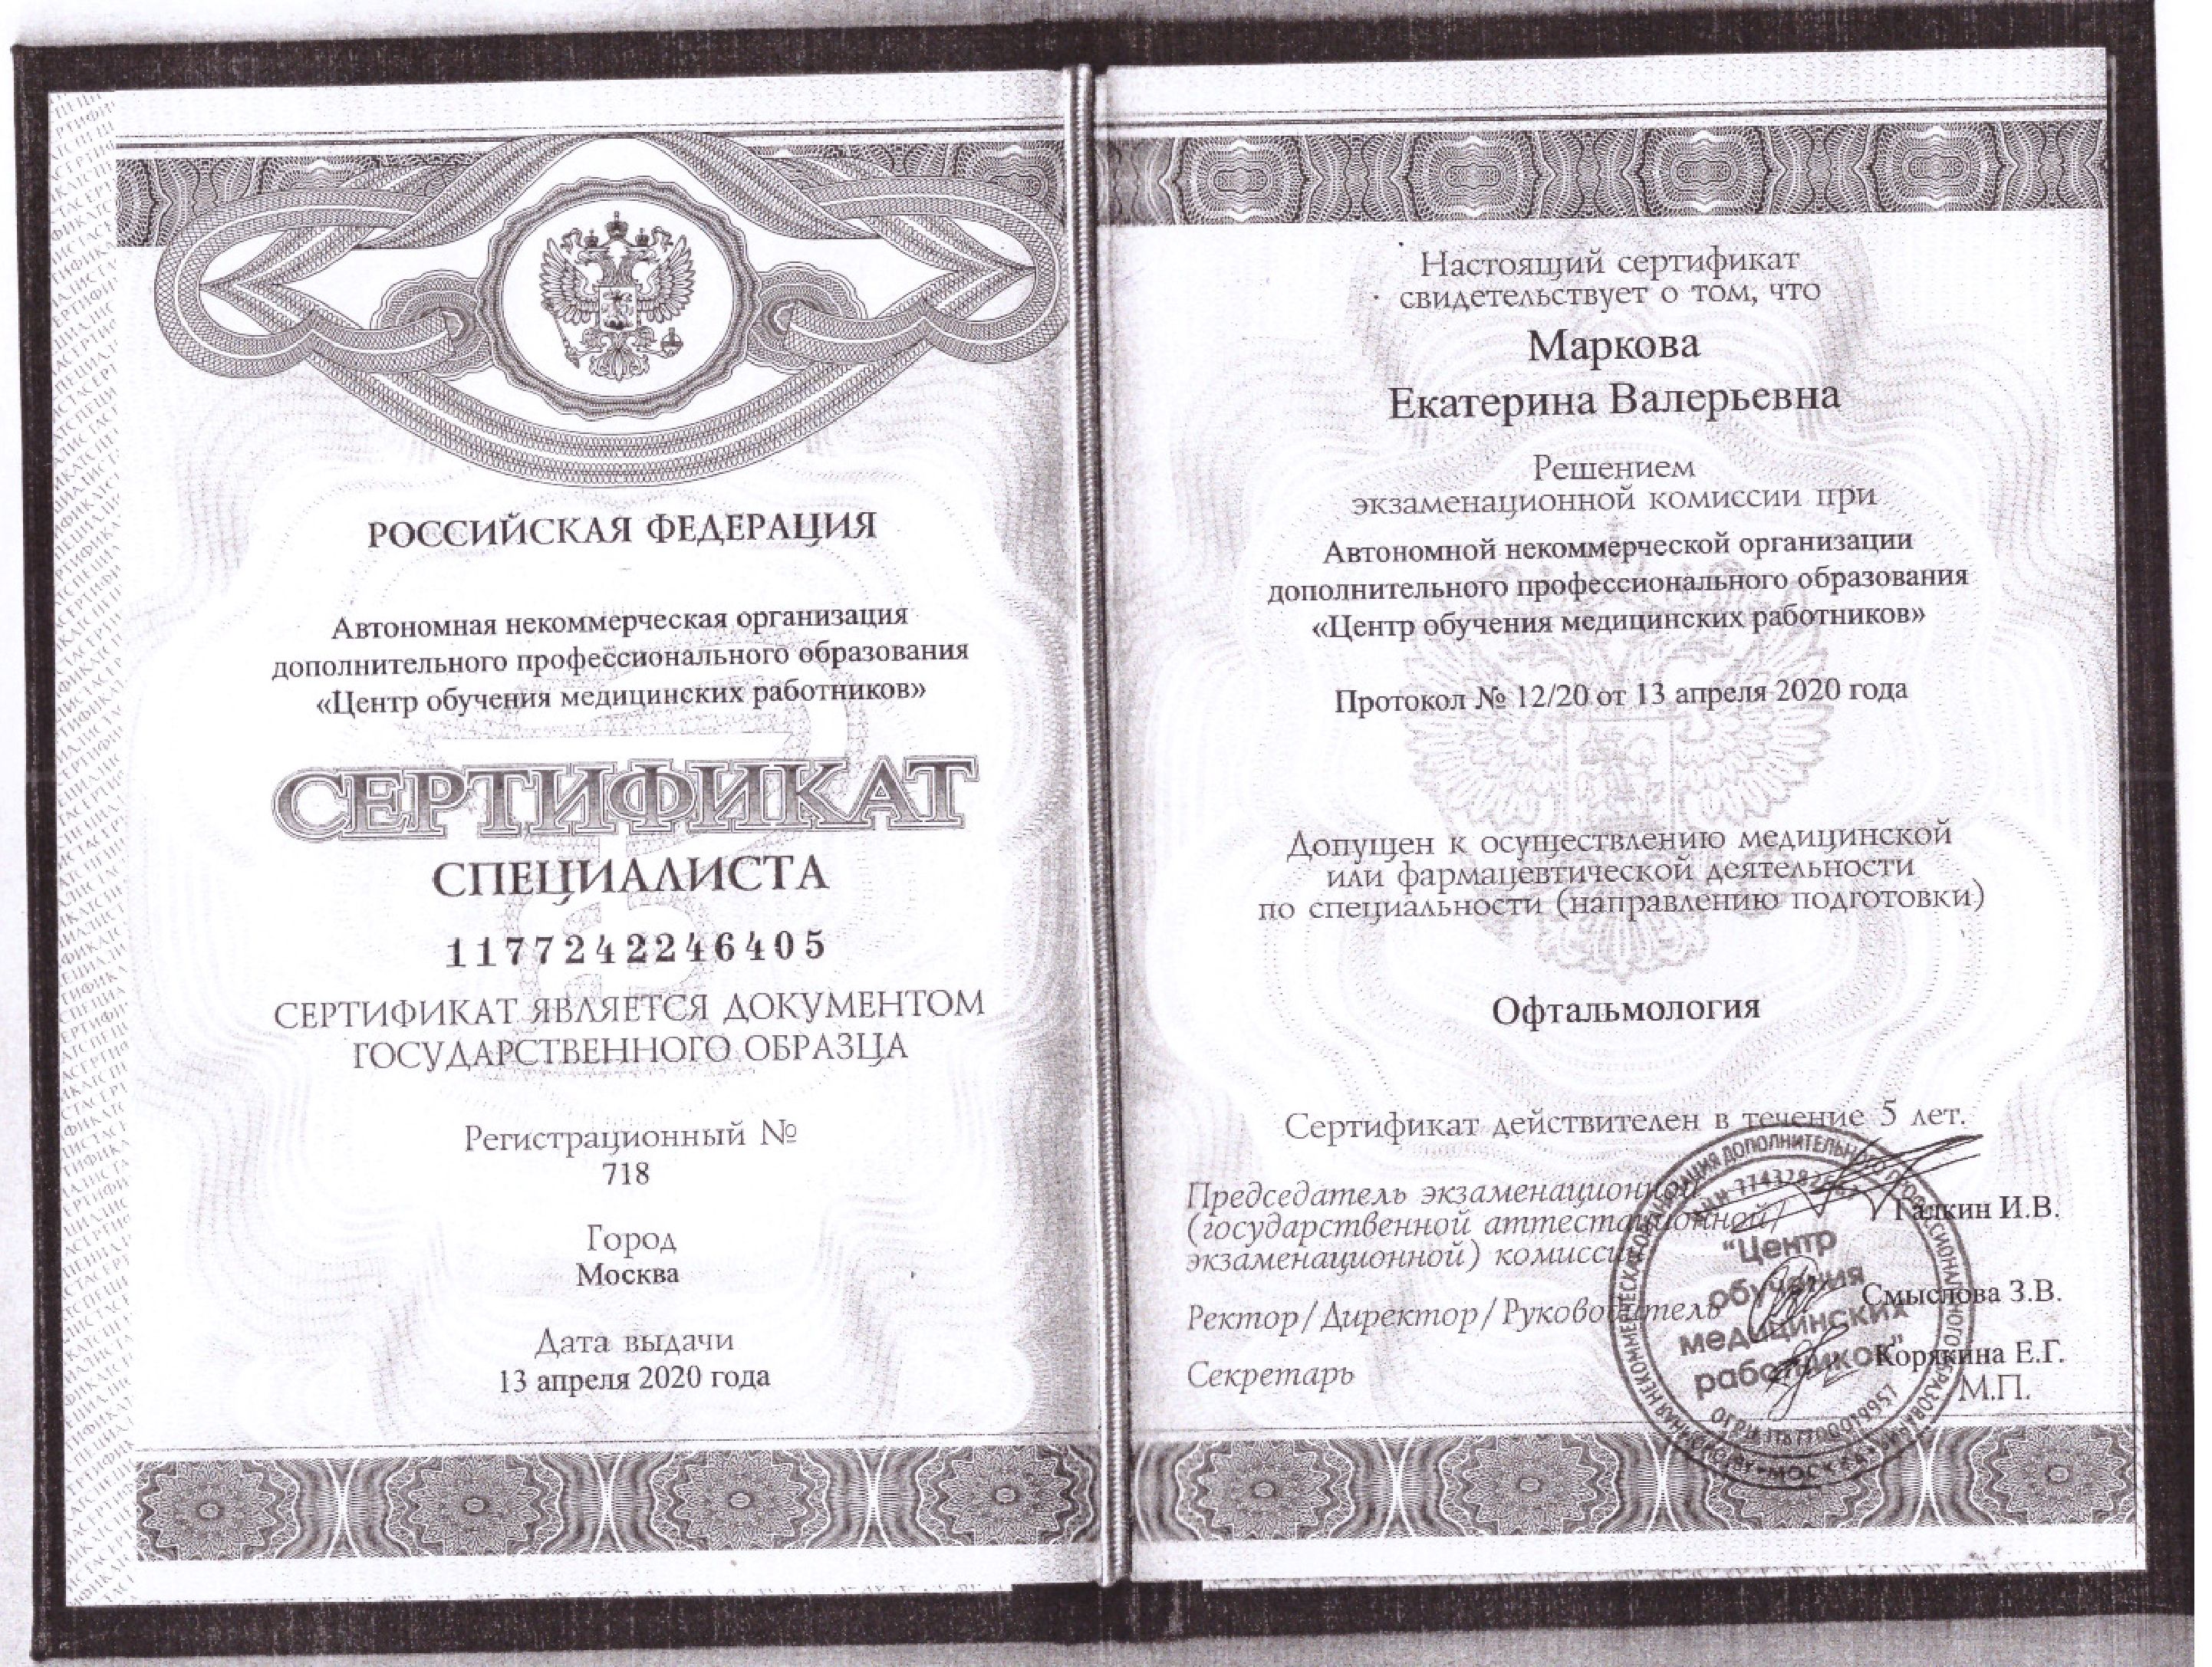 РОССИЙСКАЯ ФЕДЕРАЦИЯ
Автономная некоммерческая организация
дополнительного профессионального образования
«Центр обучения медицинских работников»
СЕРТИФИКАТ
СПЕЦИАЛИСТА
1177242246405
СЕРТИФИКАТ ЯВЛЯЕТСЯ ДОКУМЕНТОМ
ГОСУДАРСТВЕННОГО ОБРАЗЦА
Регистрационный №
718
Город
Москва
Дата выдачи
13 апреля 2020 года
Настоящий сертификат
свидетельствует о том, что
Маркова
Екатерина Валерьевна
Решением
экзаменационной комиссии при
Автономной некоммерческой организации
дополнительного профессионального образования
«Центр обучения медицинских работников»
Протокол № 12/20 от 13 апреля 2020 года
Допущен к осуществлению медицинской
или фармацевтической деятельности
по специальности (направлению подготовки)
Офтальмология
Сертификат действителен в течение 5 лет.
Председатель экзаменационной
(государственной аттестационной/
экзаменационной) комиссии
Галкин И.В.
Ректор/Директор/Руководитель
Смыслова З.В.
Секретарь
Корякина Е.Г.
М.П.
"Центр
обучения
медицинских
работников"